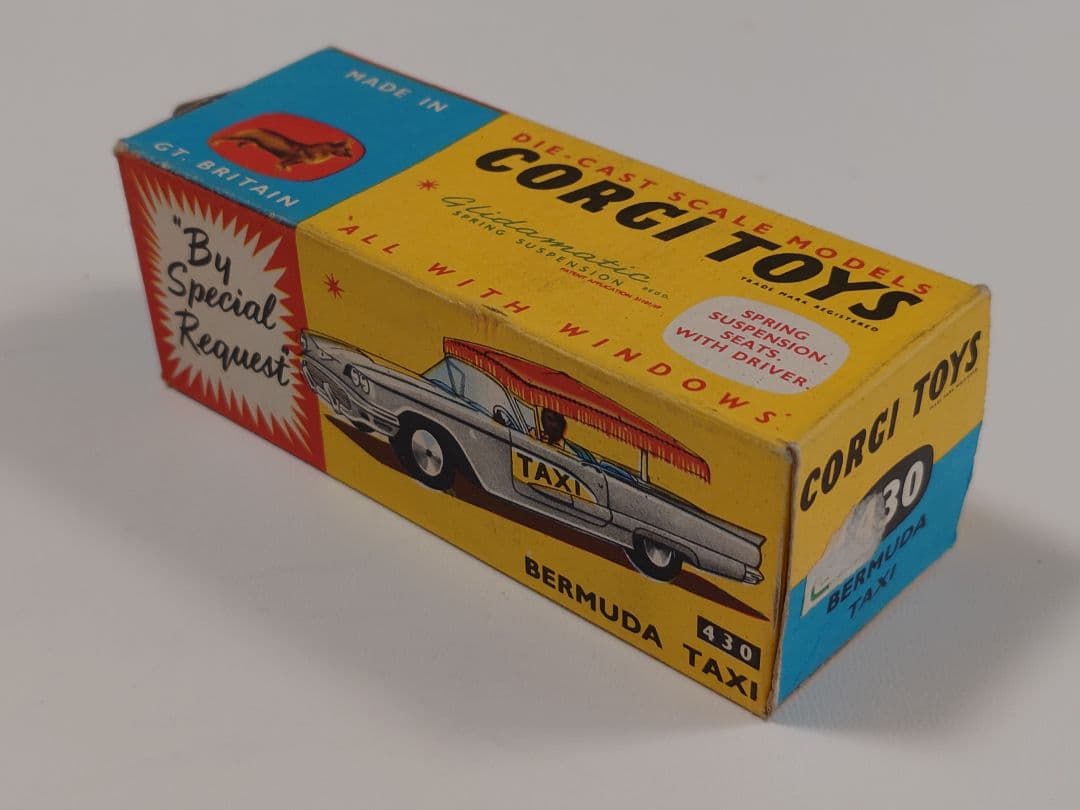 MADE IN
GT. BRITAIN
"By
Special
Request"
DIE-CAST SCALE MODELS
CORGI TOYS
TRADE MARK REGISTERED
Glidamatic
SPRING SUSPENSION REGD.
'ALL WITH WINDOWS'
SPRING
SUSPENSION.
SEATS.
WITH DRIVER.
TAXI
BERMUDA TAXI
430
CORGI TOYS
30
BERMUDA
TAXI